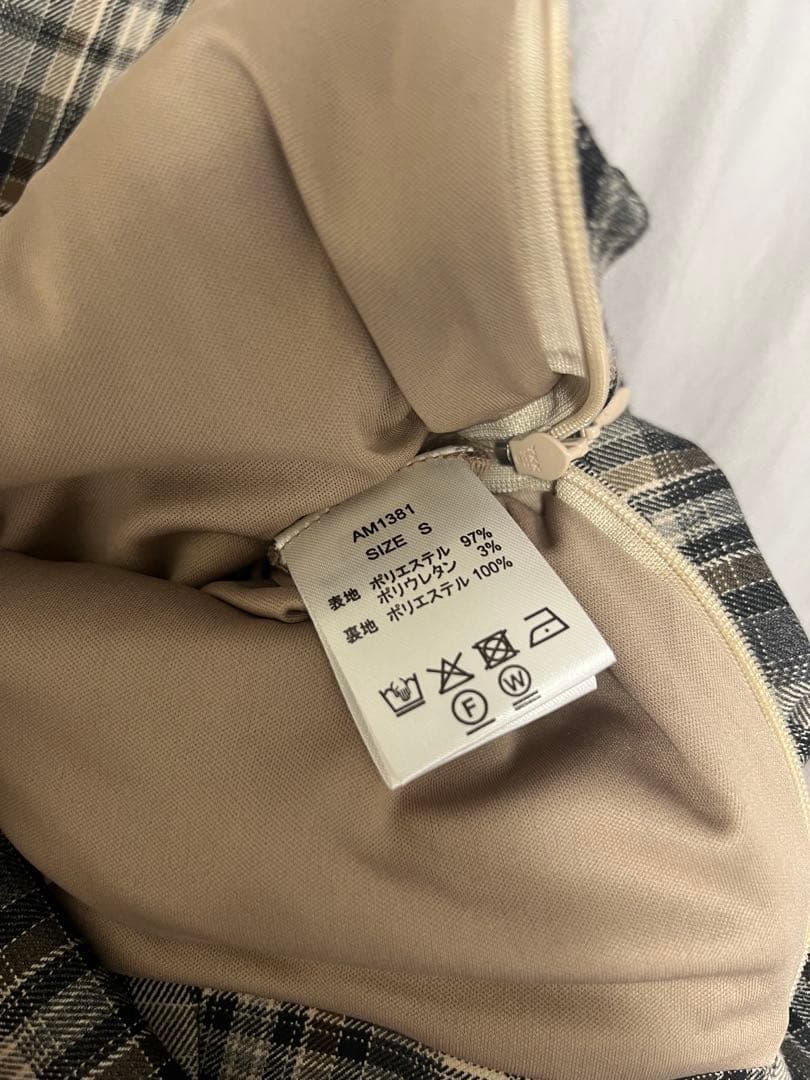 AM1381
SIZE S
表地 ポリエステル 97%
ポリウレタン 3%
裏地 ポリエステル 100%
F W